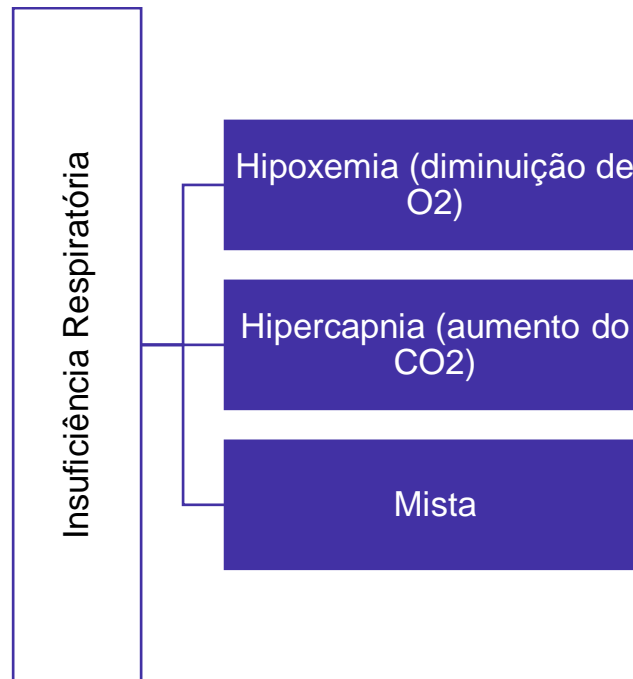 Insuficiência Respiratória
Hipoxemia (diminuição de
O2)
Hipercapnia (aumento do
CO2)
Mista